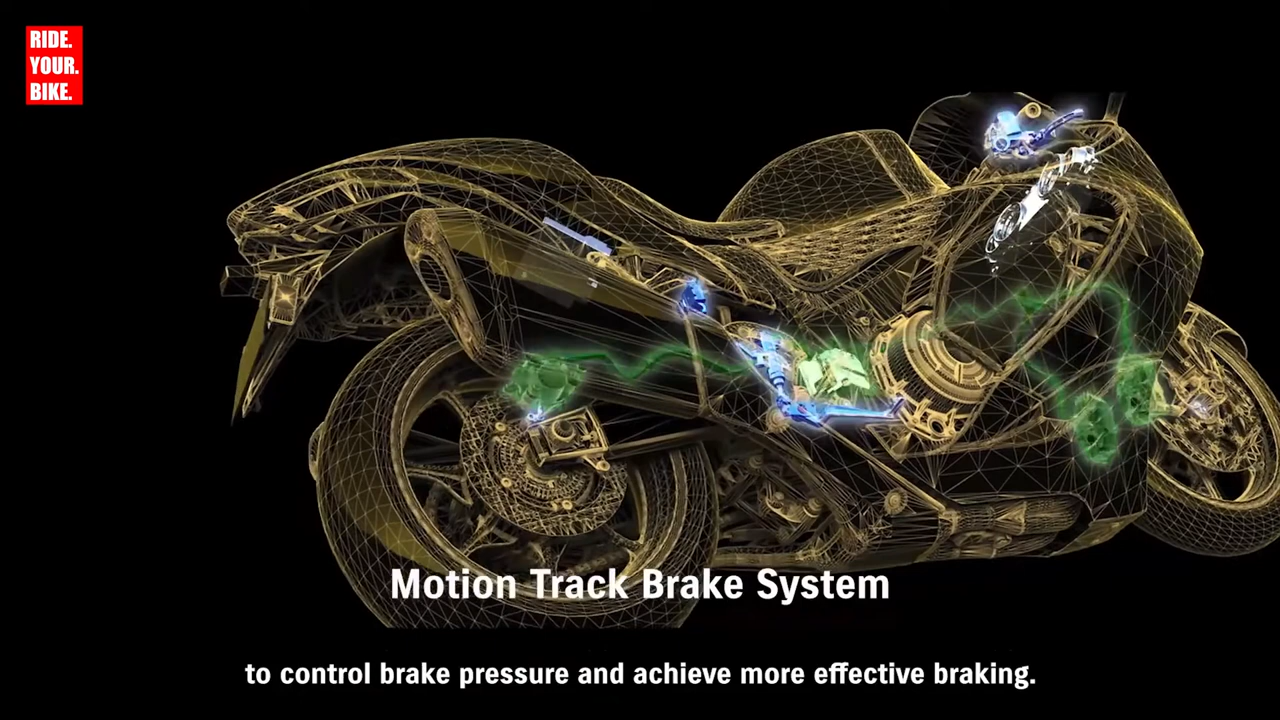 RIDE.
YOUR.
BIKE.
Motion Track Brake System
to control brake pressure and achieve more effective braking.